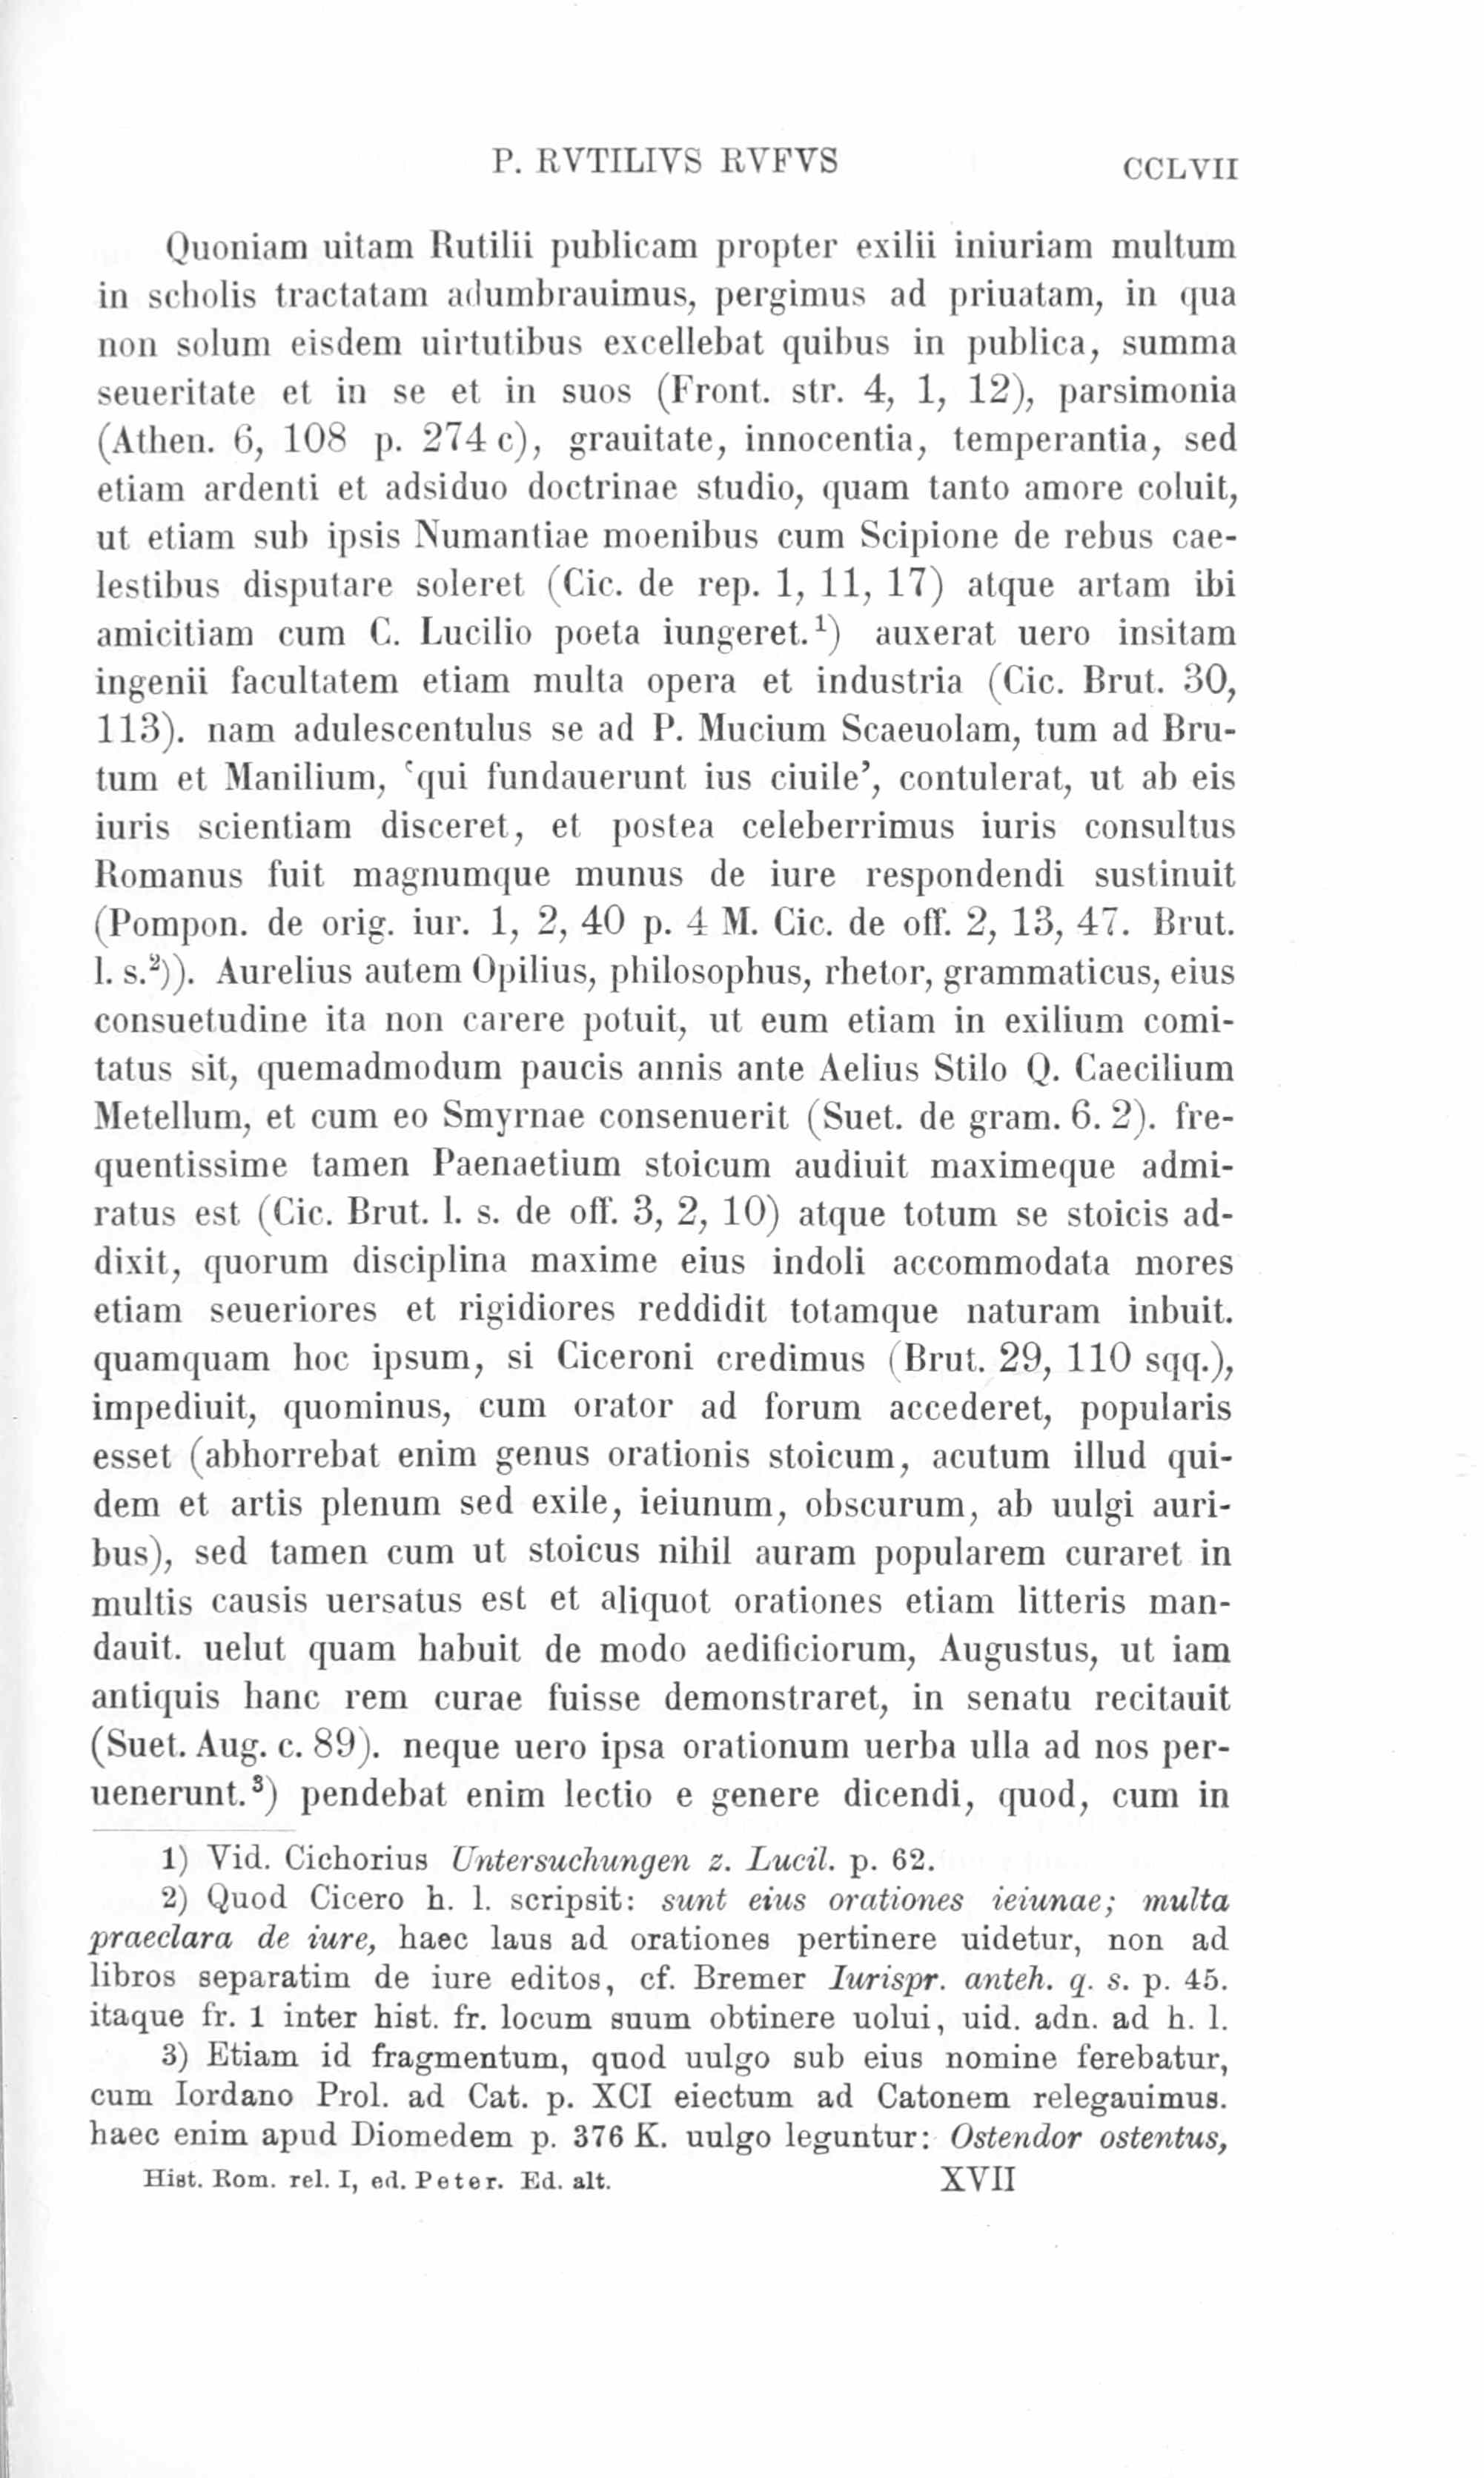 P. RVTILIVS RVFVS CCLVII
Quoniam uitam Rutilii publicam propter exilii iniuriam multum
in scholis tractatam adumbrauimus, pergimus ad priuatam, in qua
non solum eisdem uirtutibus excellebat quibus in publica, summa
seueritate et in se et in suos (Front. str. 4, 1, 12), parsimonia
(Athen. 6, 108 p. 274 c), grauitate, innocentia, temperantia, sed
etiam ardenti et adsiduo doctrinae studio, quam tanto amore coluit,
ut etiam sub ipsis Numantiae moenibus cum Scipione de rebus cae-
lestibus disputare soleret (Cic. de rep. 1, 11, 17) atque artam ibi
amicitiam cum C. Lucilio poeta iungeret.¹) auxerat uero insitam
ingenii facultatem etiam multa opera et industria (Cic. Brut. 30,
113). nam adulescentulus se ad P. Mucium Scaeuolam, tum ad Bru-
tum et Manilium, ‘qui fundauerunt ius ciuile’, contulerat, ut ab eis
iuris scientiam disceret, et postea celeberrimus iuris consultus
Romanus fuit magnumque munus de iure respondendi sustinuit
(Pompon. de orig. iur. 1, 2, 40 p. 4 M. Cic. de off. 2, 13, 47. Brut.
l. s.²)). Aurelius autem Opilius, philosophus, rhetor, grammaticus, eius
consuetudine ita non carere potuit, ut eum etiam in exilium comi-
tatus sit, quemadmodum paucis annis ante Aelius Stilo Q. Caecilium
Metellum, et cum eo Smyrnae consenuerit (Suet. de gram. 6. 2). fre-
quentissime tamen Paenaetium stoicum audiuit maximeque admi-
ratus est (Cic. Brut. l. s. de off. 3, 2, 10) atque totum se stoicis ad-
dixit, quorum disciplina maxime eius indoli accommodata mores
etiam seueriores et rigidiores reddidit totamque naturam inbuit.
quamquam hoc ipsum, si Ciceroni credimus (Brut. 29, 110 sqq.),
impediuit, quominus, cum orator ad forum accederet, popularis
esset (abhorrebat enim genus orationis stoicum, acutum illud qui-
dem et artis plenum sed exile, ieiunum, obscurum, ab uulgi auri-
bus), sed tamen cum ut stoicus nihil auram popularem curaret in
multis causis uersatus est et aliquot orationes etiam litteris man-
dauit. uelut quam habuit de modo aedificiorum, Augustus, ut iam
antiquis hanc rem curae fuisse demonstraret, in senatu recitauit
(Suet. Aug. c. 89). neque uero ipsa orationum uerba ulla ad nos per-
uenerunt.³) pendebat enim lectio e genere dicendi, quod, cum in
1) Vid. Cichorius Untersuchungen z. Lucil. p. 62.
2) Quod Cicero h. l. scripsit: sunt eius orationes ieiunae; multa
praeclara de iure, haec laus ad orationes pertinere uidetur, non ad
libros separatim de iure editos, cf. Bremer Iurispr. anteh. q. s. p. 45.
itaque fr. 1 inter hist. fr. locum suum obtinere uolui, uid. adn. ad h. l.
3) Etiam id fragmentum, quod uulgo sub eius nomine ferebatur,
cum Iordano Prol. ad Cat. p. XCI eiectum ad Catonem relegauimus.
haec enim apud Diomedem p. 376 K. uulgo leguntur: Ostendor ostentus,
Hist. Rom. rel. I, ed. Peter. Ed. alt. XVII